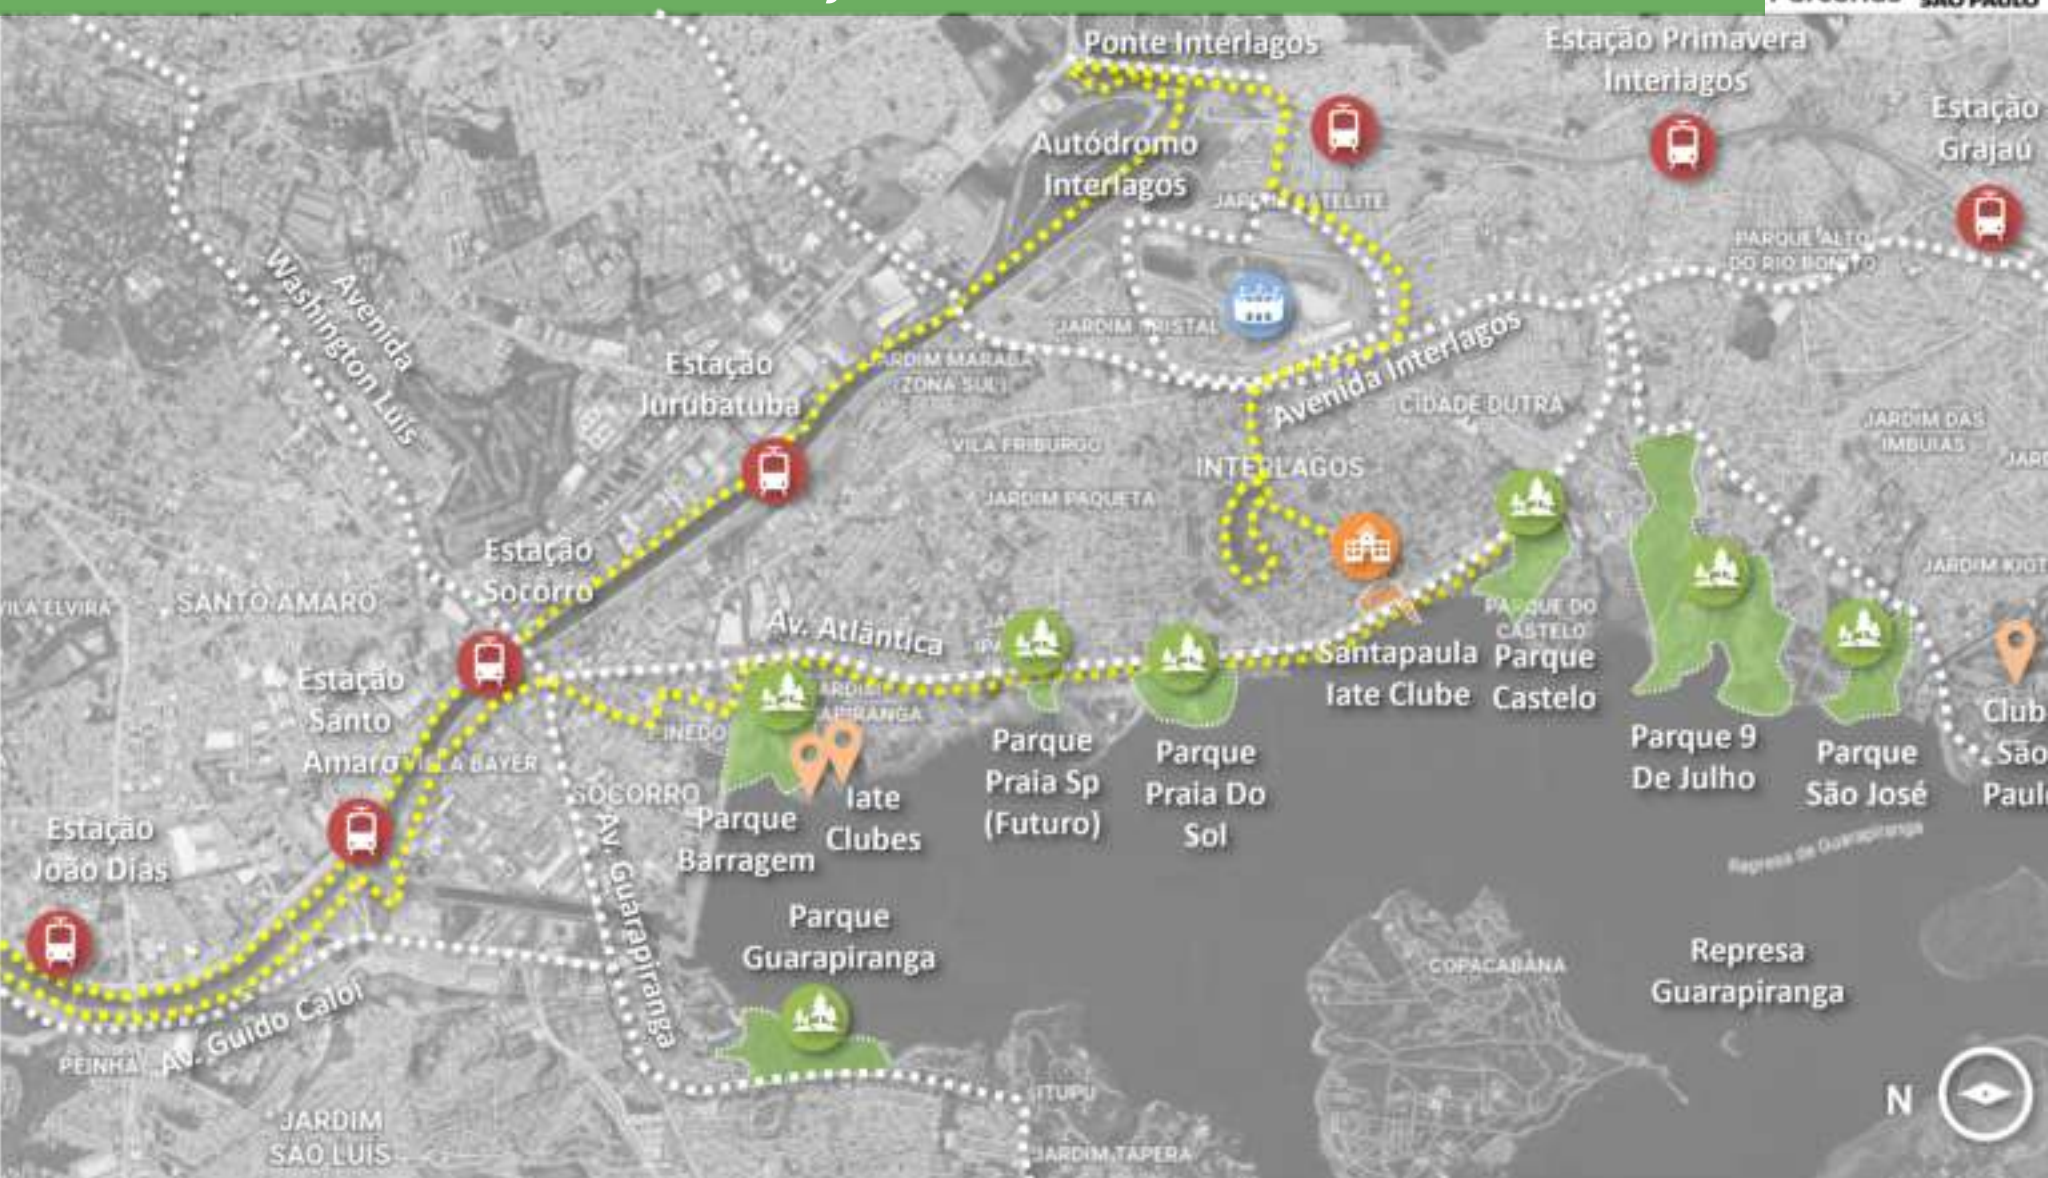 SÃO PAULO
Ponte Interlagos
Estação Primavera
Interlagos
Estação
Grajaú
Autódromo
Interlagos
JARDIM SATELITE
PARQUE ALTO
DO RIO BONITO
Avenida
Washington Luís
JARDIM CRISTAL
Avenida Interlagos
Estação
Jurubatuba
JARDIM MARABA
(ZONA SUL)
CIDADE DUTRA
JARDIM DAS
IMBUIAS
VILA FRIBURGO
INTERLAGOS
JARDIM PAQUETA
Estação
Socorro
VILA ELVIRA
SANTO AMARO
Av. Atlântica
PARQUE DO
CASTELO
Santapaula
Iate Clube
Parque
Castelo
Estação
Santo
Amaro
VILA BAYER
SOCORRO
Parque
Barragem
Iate
Clubes
Parque
Praia Sp
(Futuro)
Parque
Praia Do
Sol
Parque 9
De Julho
Parque
São José
Club
São
Paul
Estação
João Dias
Av. Guarapiranga
Represa de Guarapiranga
Parque
Guarapiranga
COPACABANA
Represa
Guarapiranga
Av. Guido Caloi
PEINHA
ITUPU
N
JARDIM
SAO LUIS
JARDIM TAPERA